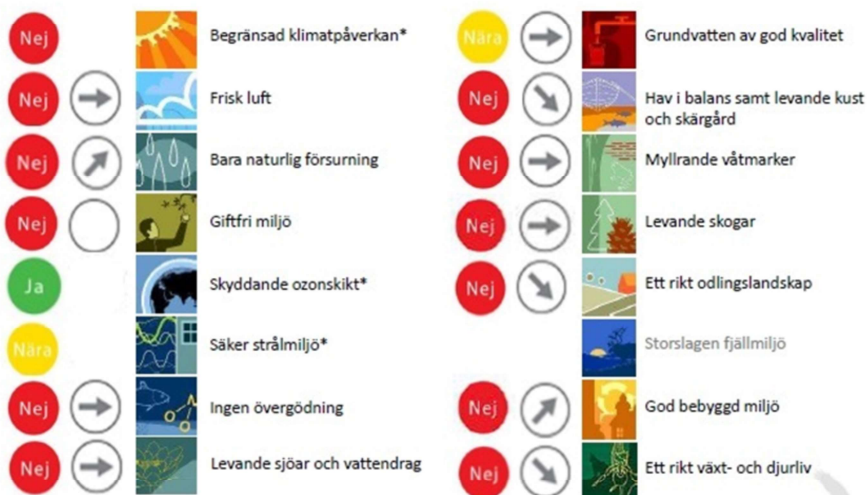 Nej Begränsad klimatpåverkan*
Nej Frisk luft
Nej Bara naturlig försurning
Nej Giftfri miljö
Ja Skyddande ozonskikt*
Nära Säker strålmiljö*
Nej Ingen övergödning
Nej Levande sjöar och vattendrag
Nära Grundvatten av god kvalitet
Nej Hav i balans samt levande kust
och skärgård
Nej Myllrande våtmarker
Nej Levande skogar
Nej Ett rikt odlingslandskap
Storslagen fjällmiljö
Nej God bebyggd miljö
Nej Ett rikt växt- och djurliv